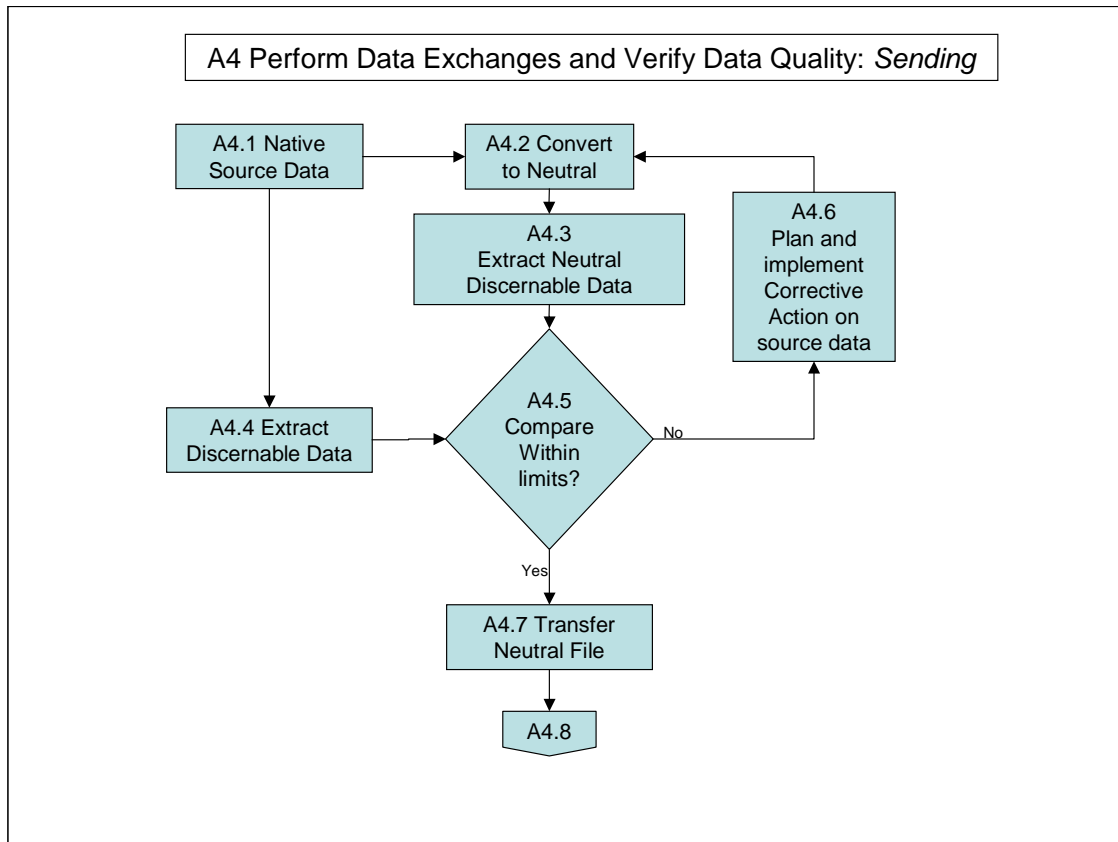 A4 Perform Data Exchanges and Verify Data Quality: Sending
A4.1 Native
Source Data
A4.2 Convert
to Neutral
A4.3
Extract Neutral
Discernable Data
A4.6
Plan and
implement
Corrective
Action on
source data
A4.4 Extract
Discernable Data
A4.5
Compare
Within
limits?
No
Yes
A4.7 Transfer
Neutral File
A4.8